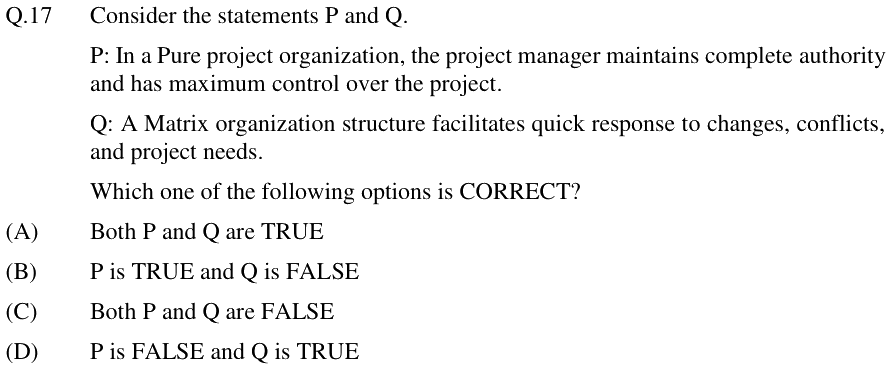 Q.17 Consider the statements P and Q.
P: In a Pure project organization, the project manager maintains complete authority
and has maximum control over the project.
Q: A Matrix organization structure facilitates quick response to changes, conflicts,
and project needs.
Which one of the following options is CORRECT?
(A) Both P and Q are TRUE
(B) P is TRUE and Q is FALSE
(C) Both P and Q are FALSE
(D) P is FALSE and Q is TRUE